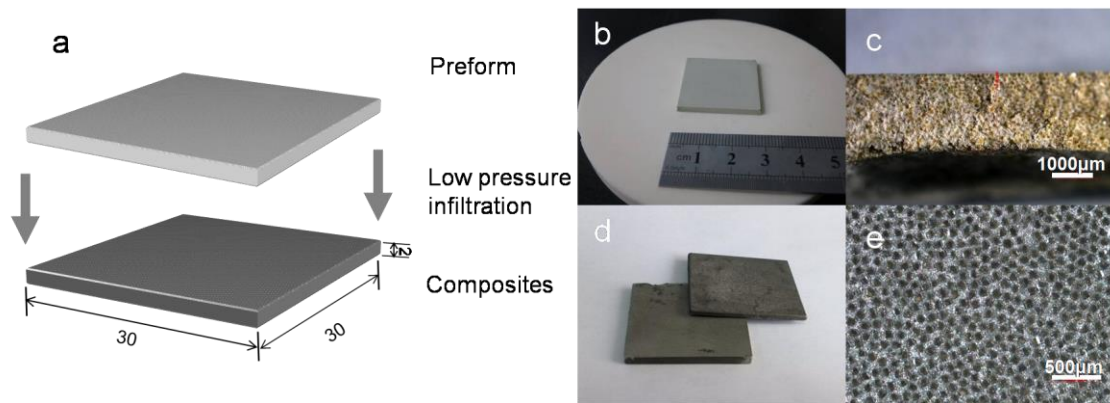 a
Preform
Low pressure
infiltration
Composites
2
30
30
b
cm 1 2 3 4 5
c
1000μm
d
e
500μm